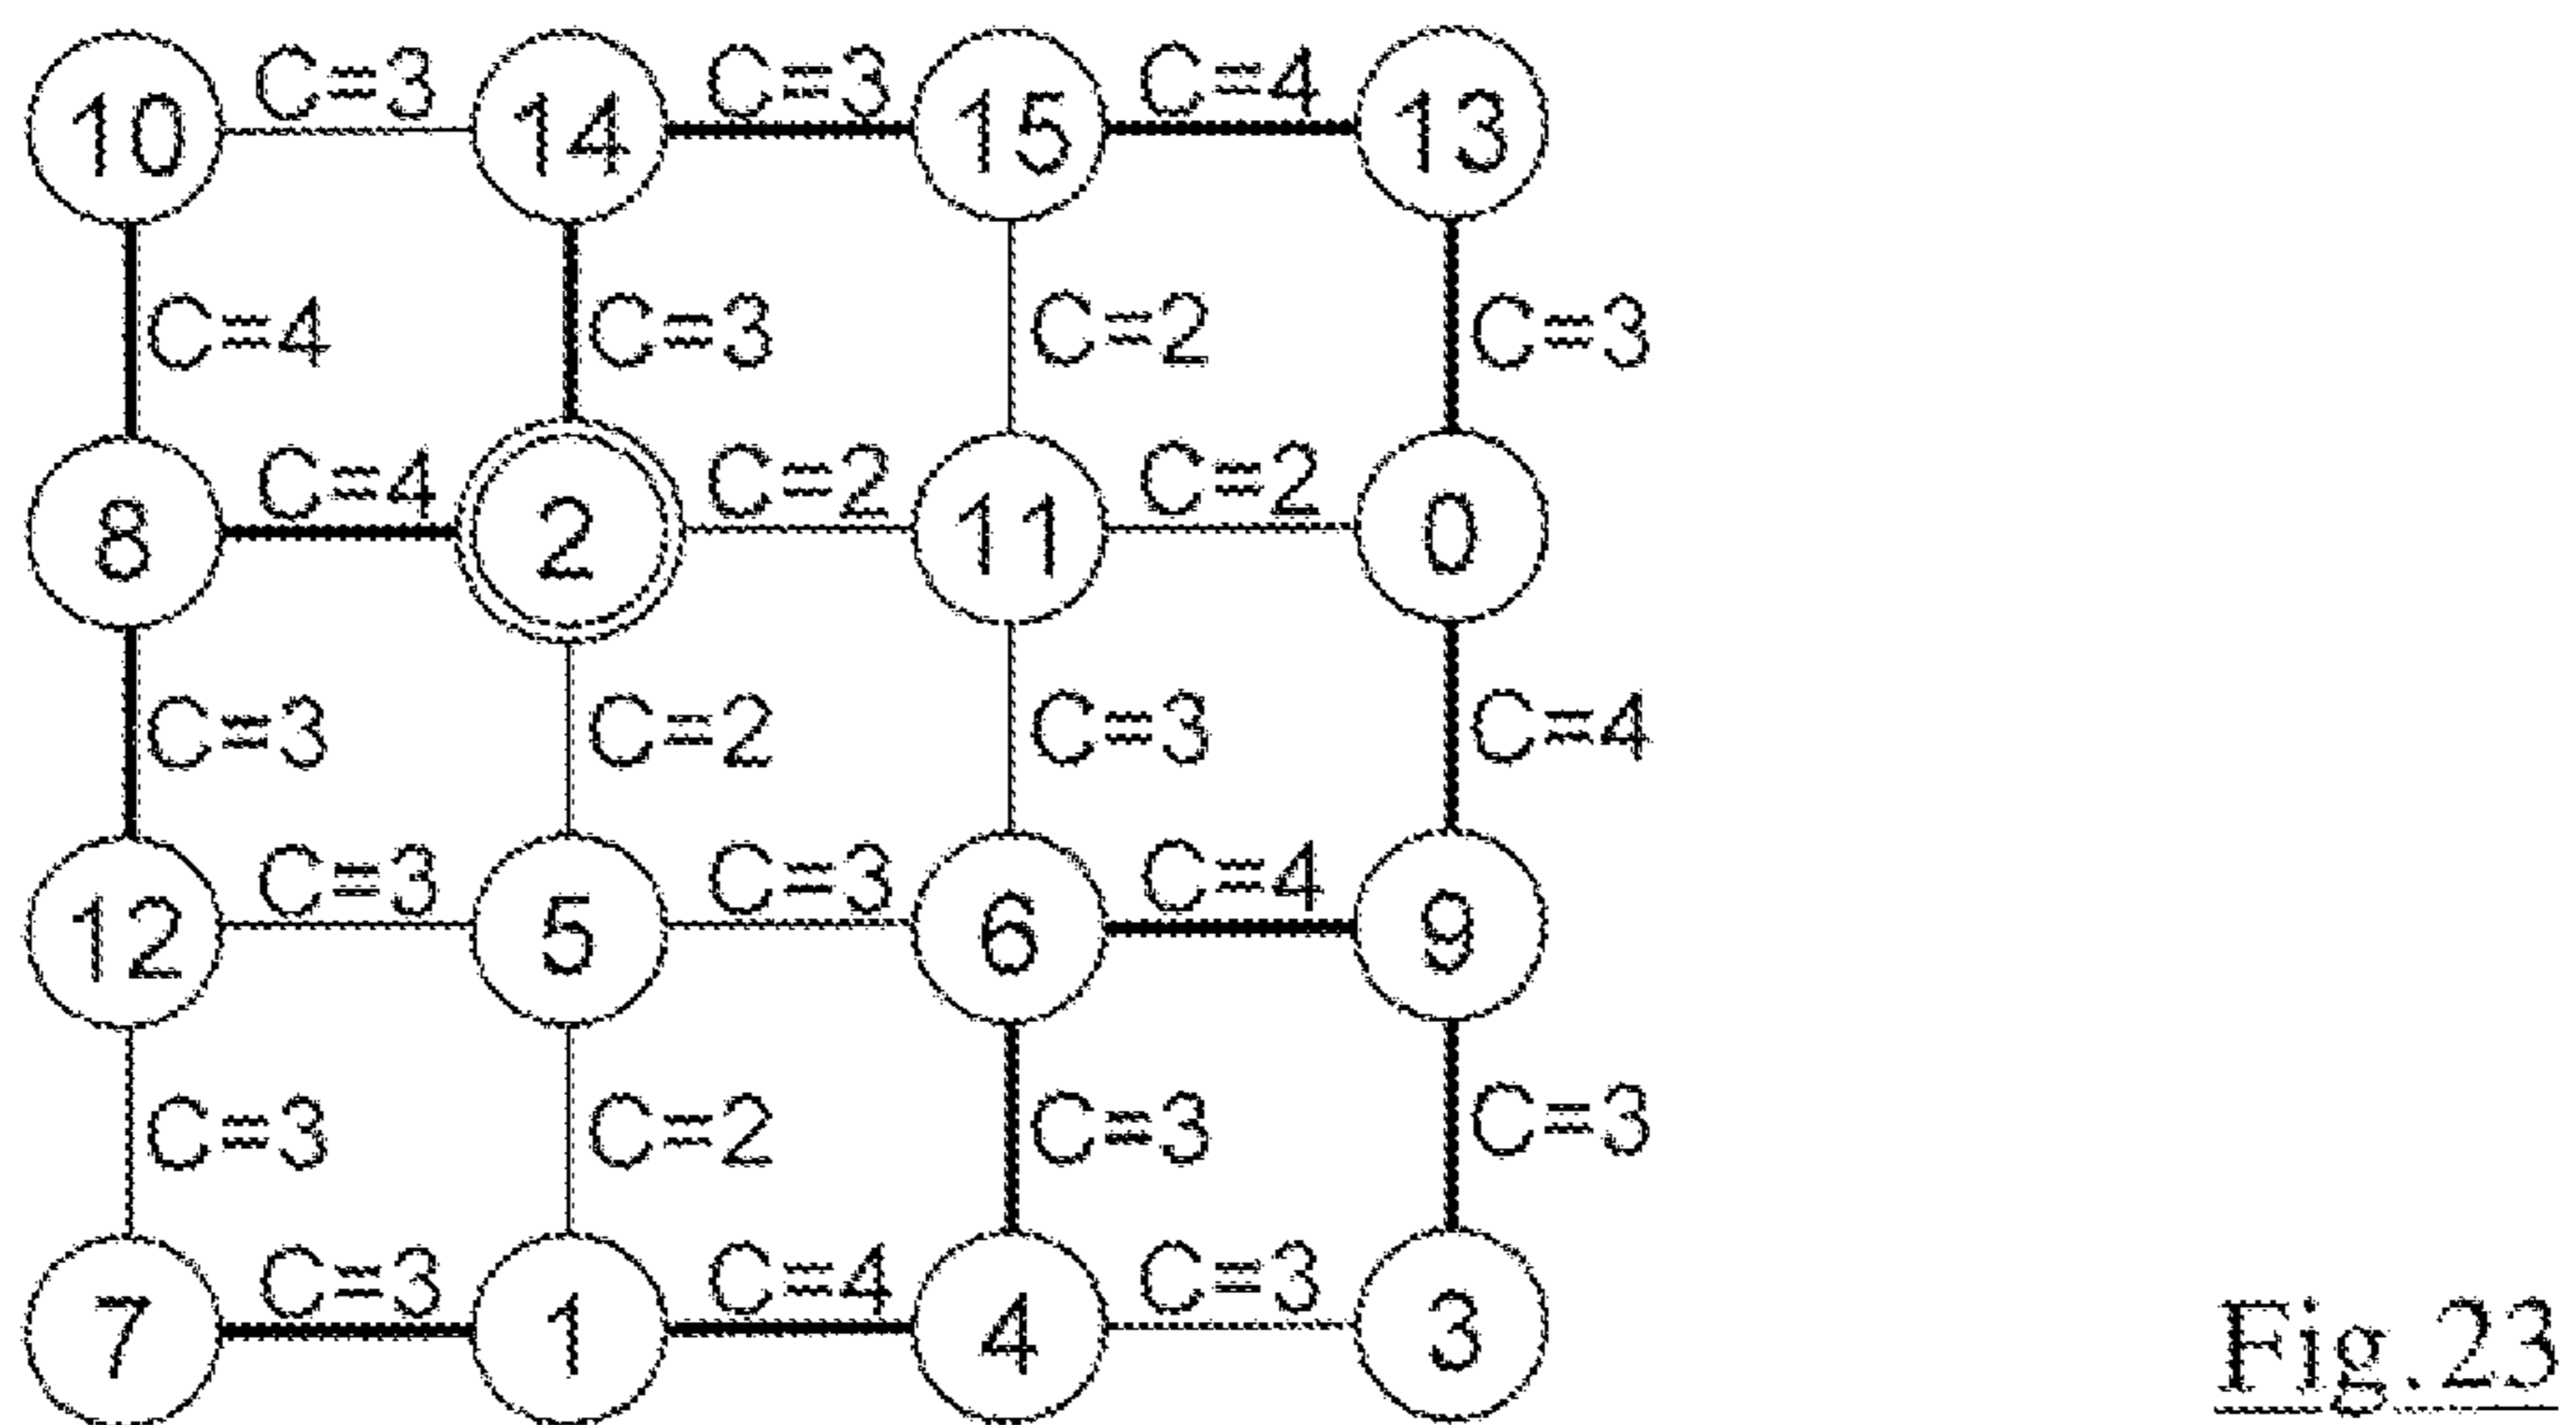 C=3 C=3 C=4
10 14 15 13
C=4 C=3 C=2 C=3
C=4 C=2 C=2
8 2 11 0
C=3 C=2 C=3 C=4
C=3 C=3 C=4
12 5 6 9
C=3 C=2 C=3 C=3
C=3 C=4 C=3
7 1 4 3
Fig.23